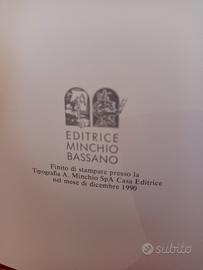 EDITRICE
MINCHIO
BASSANO
Finito di stampare presso la
Tipografia A. Minchio SpA Casa Editrice
nel mese di dicembre 1990
subito